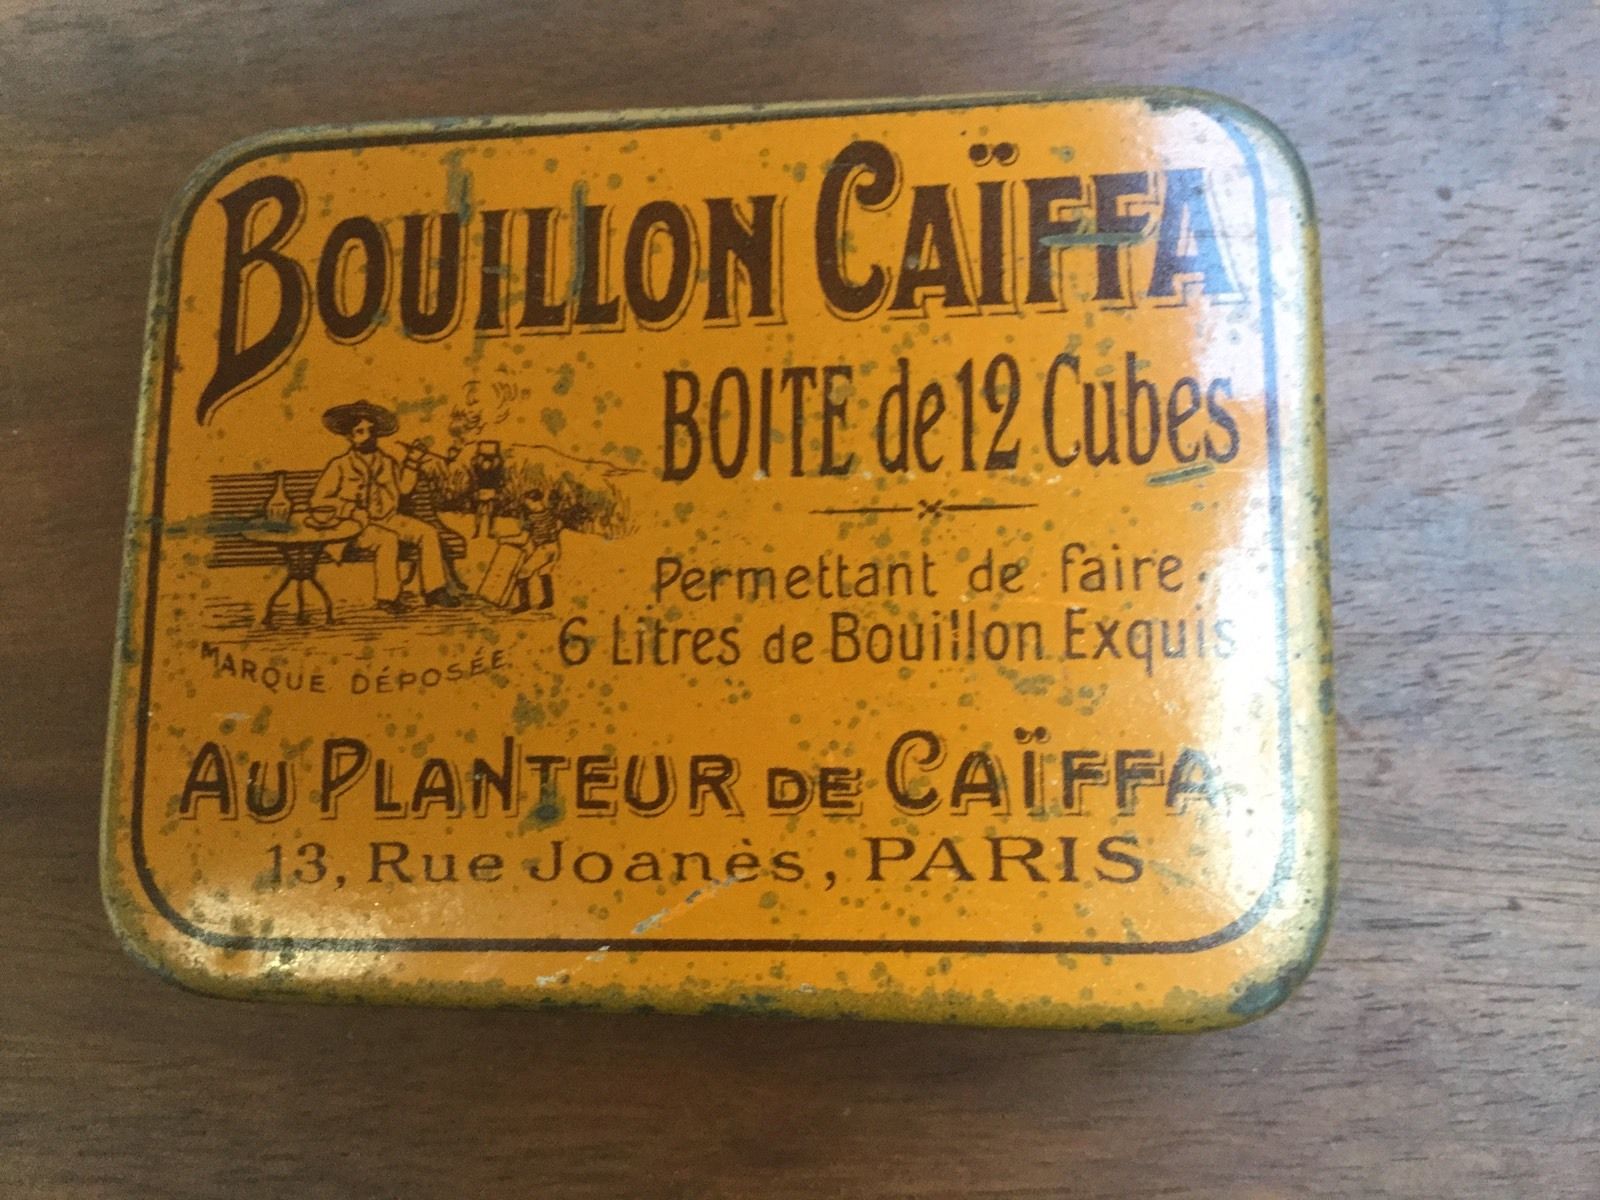 BOUILLON CAÏFFA
BOITE de 12 Cubes
Permettant de faire
6 Litres de Bouillon Exquis
MARQUE DÉPOSÉE
AU PLANTEUR DE CAÏFFA
13, Rue Joanès, PARIS